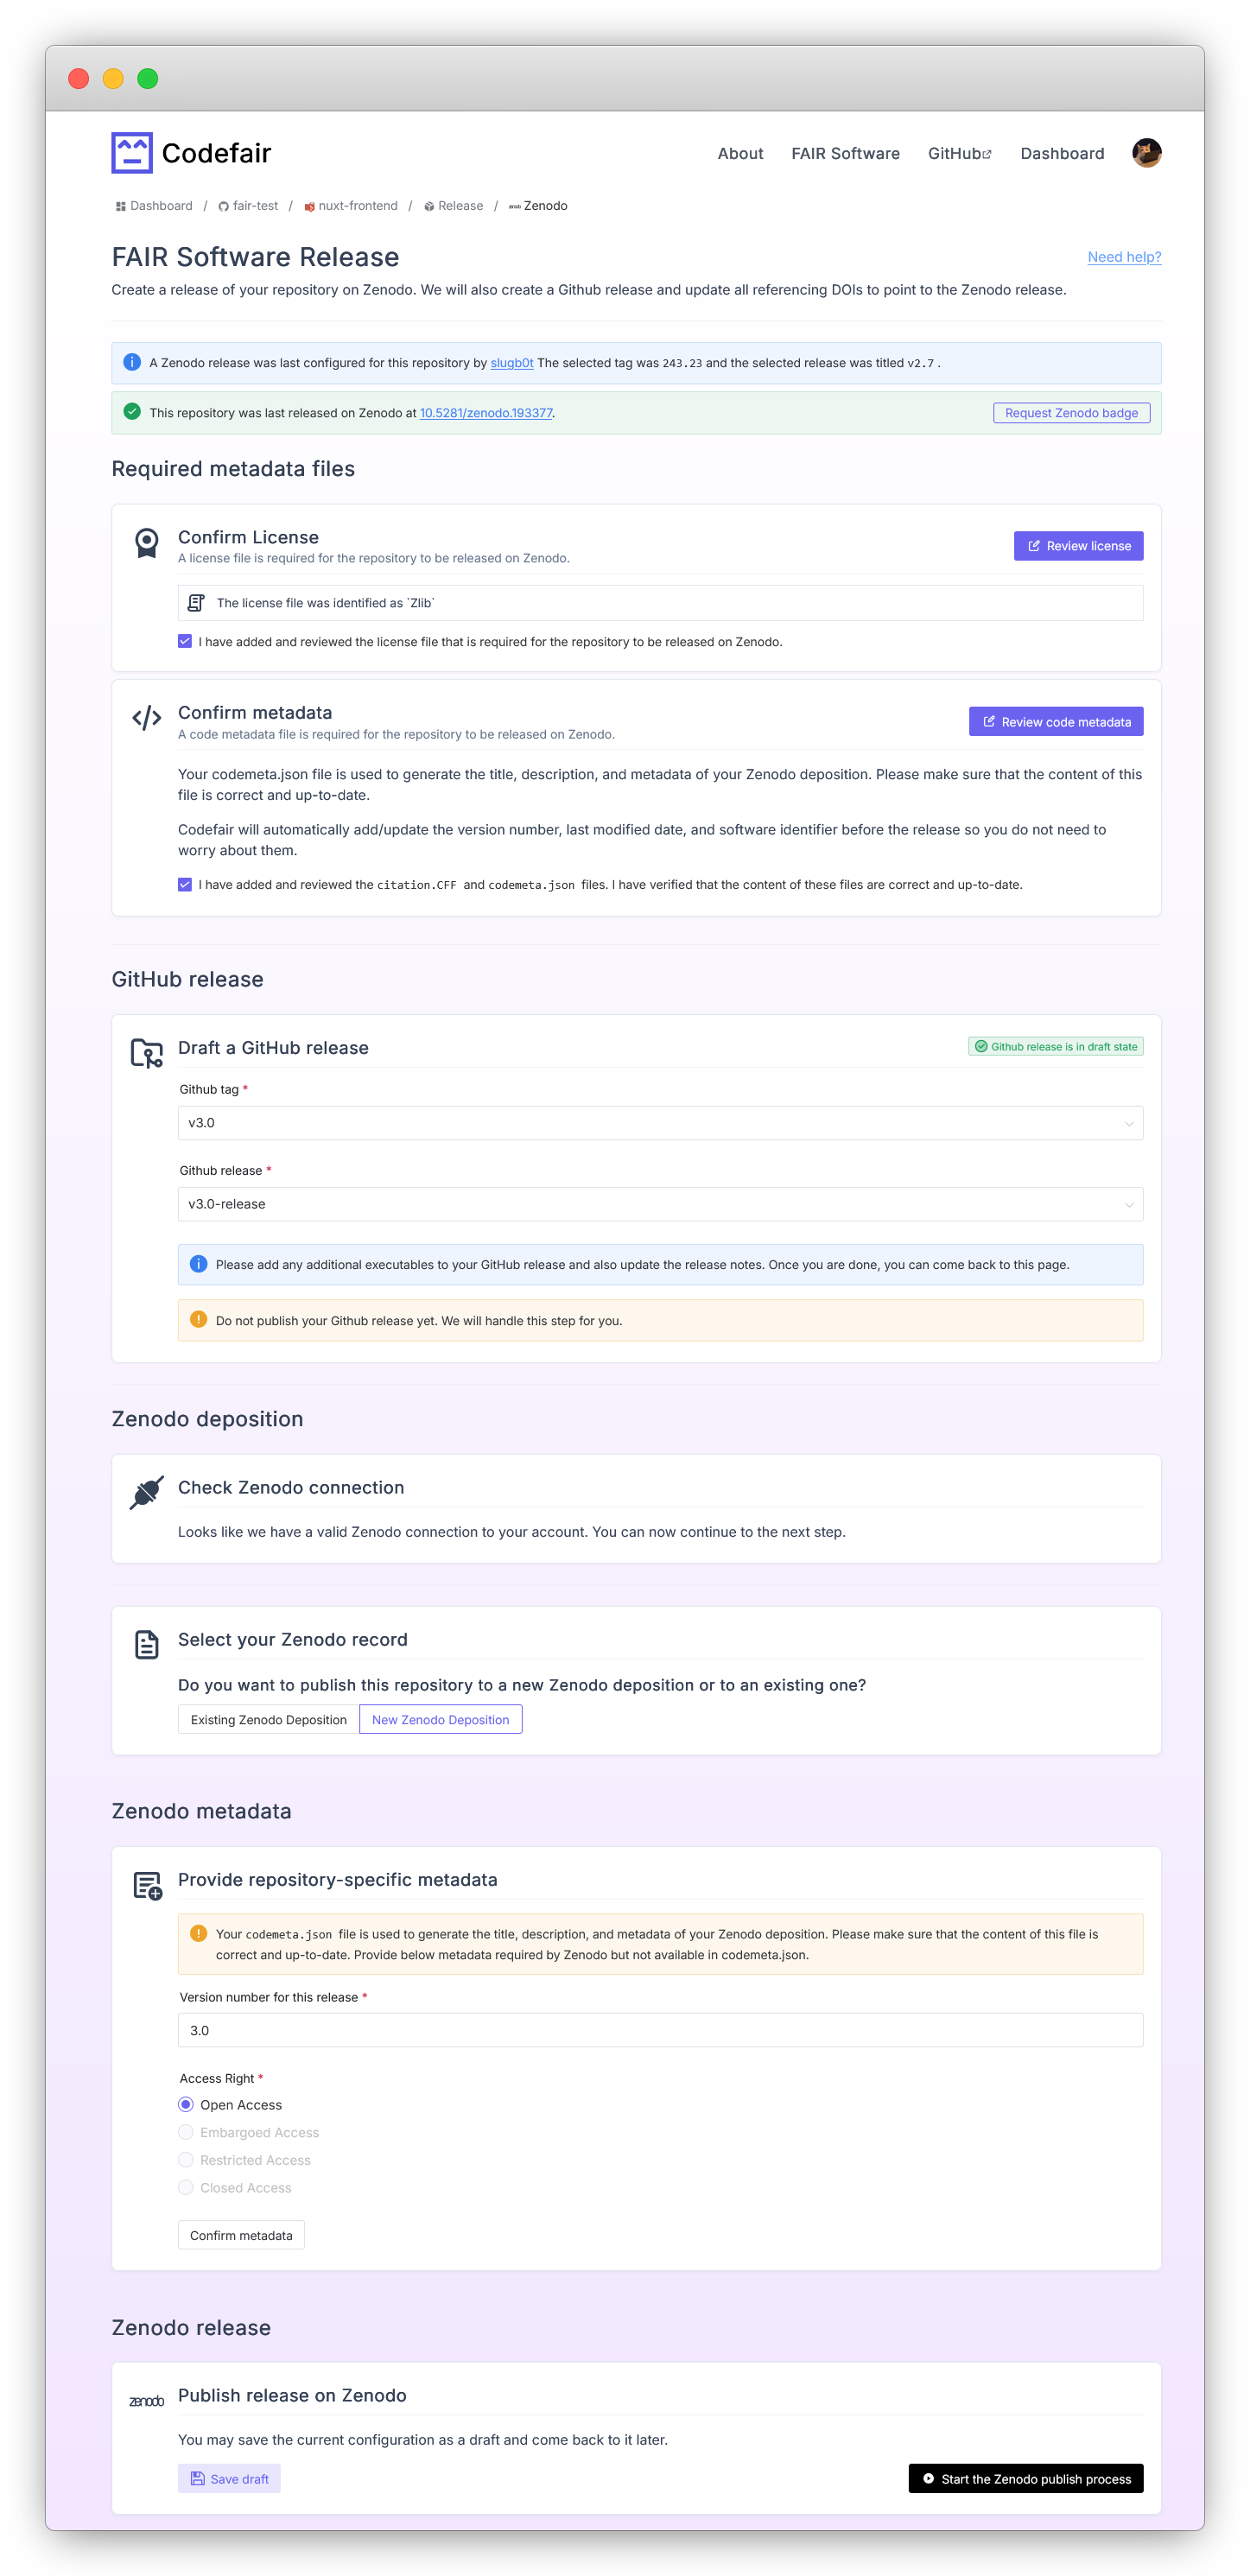 Codefair
About FAIR Software GitHub Dashboard
Dashboard / fair-test / nuxt-frontend / Release / zenodo Zenodo
FAIR Software Release
Need help?
Create a release of your repository on Zenodo. We will also create a Github release and update all referencing DOIs to point to the Zenodo release.
A Zenodo release was last configured for this repository by slugb0t The selected tag was 243.23 and the selected release was titled v2.7 .
This repository was last released on Zenodo at 10.5281/zenodo.193377.
Request Zenodo badge
Required metadata files
Confirm License
A license file is required for the repository to be released on Zenodo.
Review license
The license file was identified as `Zlib`
I have added and reviewed the license file that is required for the repository to be released on Zenodo.
Confirm metadata
A code metadata file is required for the repository to be released on Zenodo.
Review code metadata
Your codemeta.json file is used to generate the title, description, and metadata of your Zenodo deposition. Please make sure that the content of this
file is correct and up-to-date.
Codefair will automatically add/update the version number, last modified date, and software identifier before the release so you do not need to
worry about them.
I have added and reviewed the citation.CFF and codemeta.json files. I have verified that the content of these files are correct and up-to-date.
GitHub release
Draft a GitHub release
Github release is in draft state
Github tag *
v3.0
Github release *
v3.0-release
Please add any additional executables to your GitHub release and also update the release notes. Once you are done, you can come back to this page.
Do not publish your Github release yet. We will handle this step for you.
Zenodo deposition
Check Zenodo connection
Looks like we have a valid Zenodo connection to your account. You can now continue to the next step.
Select your Zenodo record
Do you want to publish this repository to a new Zenodo deposition or to an existing one?
Existing Zenodo Deposition New Zenodo Deposition
Zenodo metadata
Provide repository-specific metadata
Your codemeta.json file is used to generate the title, description, and metadata of your Zenodo deposition. Please make sure that the content of this file is
correct and up-to-date. Provide below metadata required by Zenodo but not available in codemeta.json.
Version number for this release *
3.0
Access Right *
Open Access
Embargoed Access
Restricted Access
Closed Access
Confirm metadata
Zenodo release
zenodo
Publish release on Zenodo
You may save the current configuration as a draft and come back to it later.
Save draft
Start the Zenodo publish process